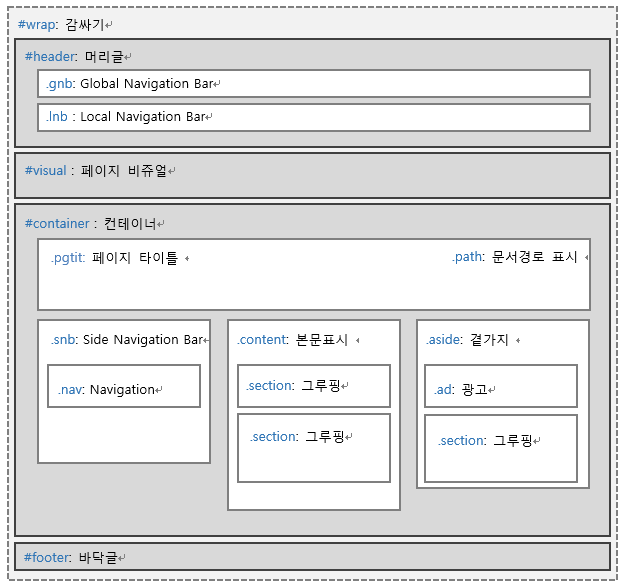 #wrap: 감싸기
#header: 머리글
.gnb: Global Navigation Bar
.lnb : Local Navigation Bar
#visual : 페이지 비쥬얼
#container : 컨테이너
.pgtit: 페이지 타이틀
.path: 문서경로 표시
.snb: Side Navigation Bar
.nav: Navigation
.content: 본문표시
.section: 그루핑
.section: 그루핑
.aside: 곁가지
.ad: 광고
.section: 그루핑
#footer: 바닥글